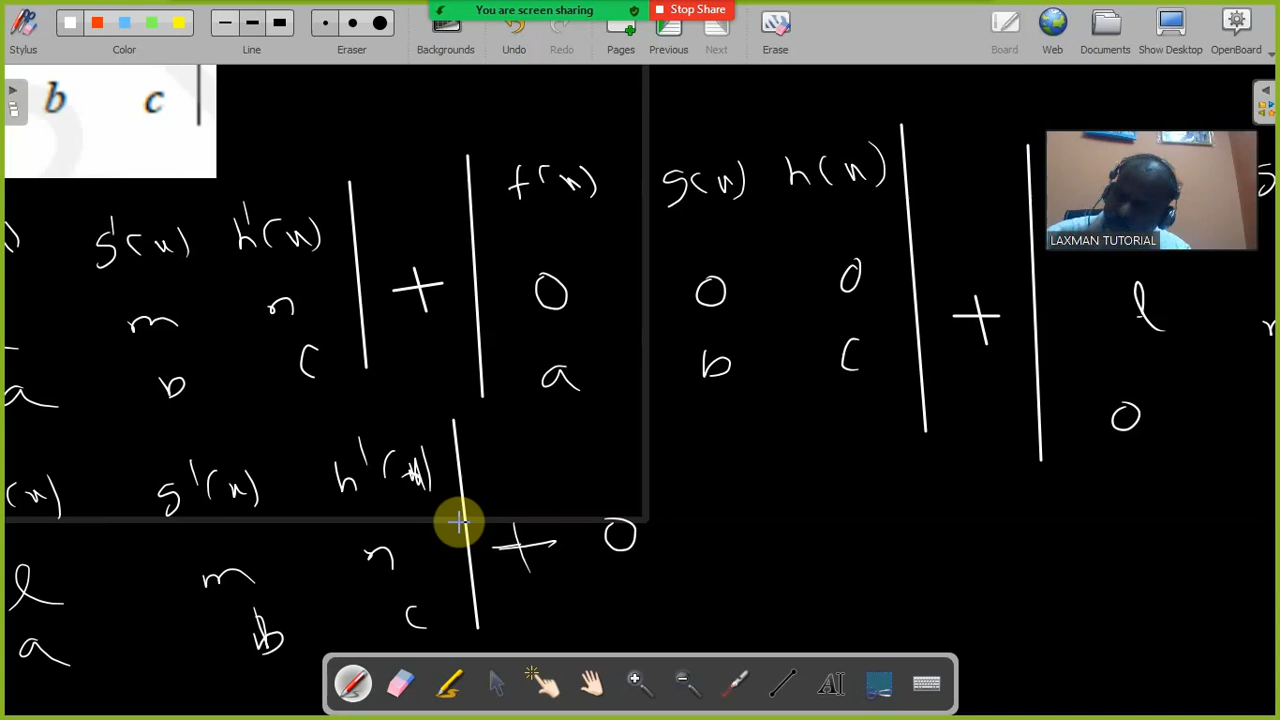 You are screen sharing Stop Share
Stylus Color Line Eraser Backgrounds Undo Redo Pages Previous Next Erase Board Web Documents Show Desktop OpenBoard
b c
f(x) g(x) h(x)
) g'(x) h'(x) + 0 0 0 + l
m n
a b c a b c 0
LAXMAN TUTORIAL
(x) g'(x) h'(x)
l m n + 0
a b c
AI